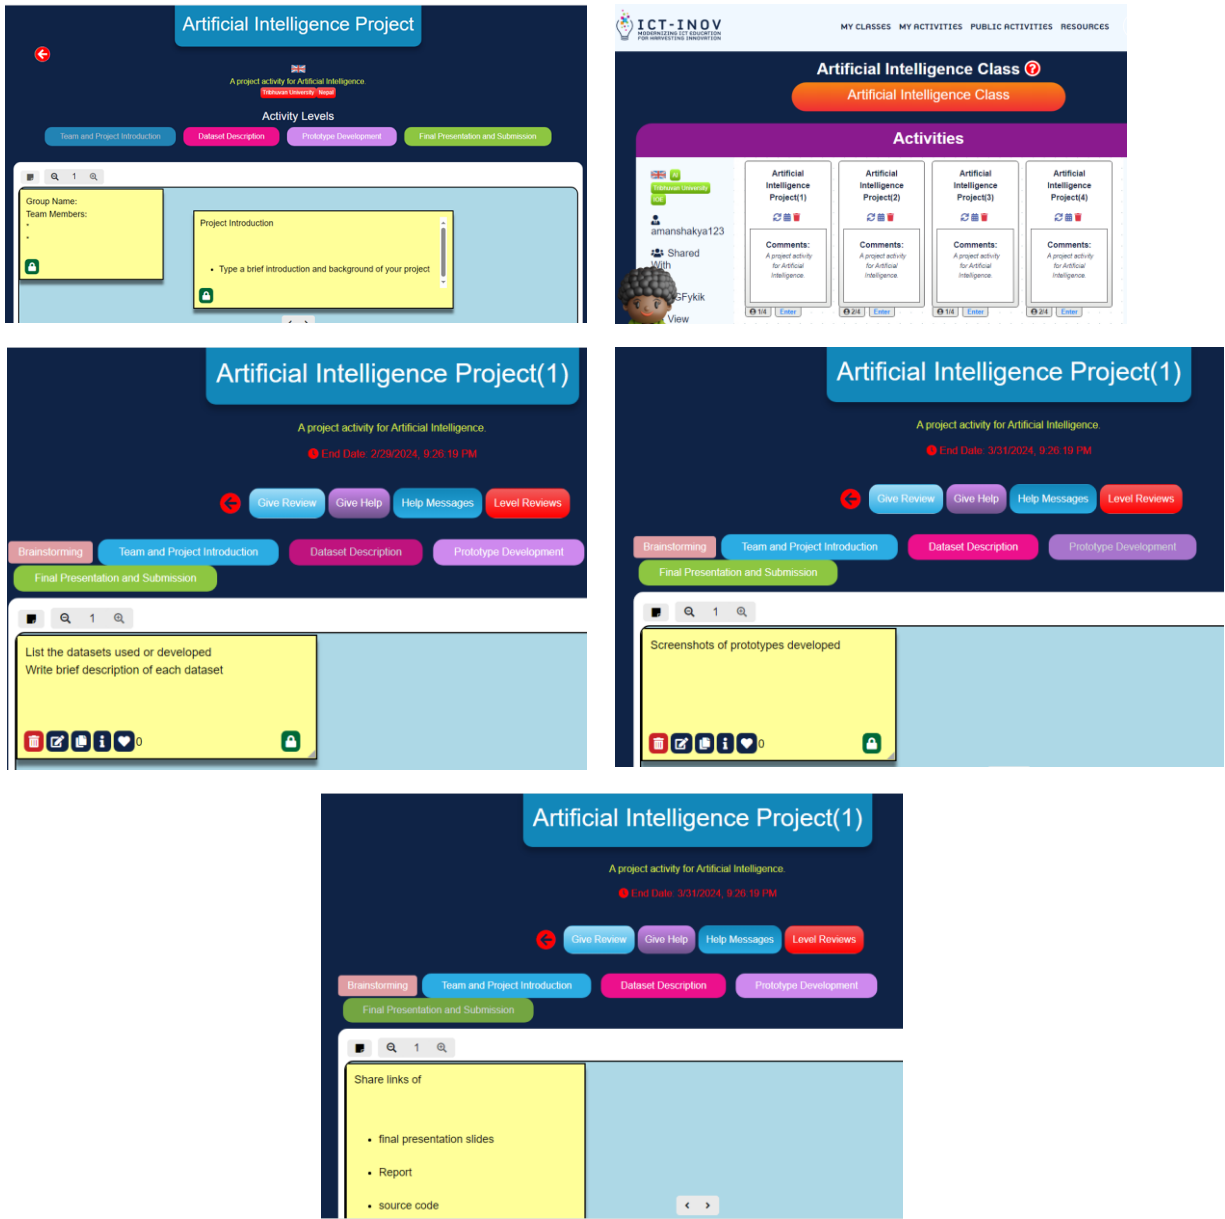 Artificial Intelligence Project
A project activity for Artificial Intelligence.
Tribhuvan University Nepal
Activity Levels
Team and Project Introduction Dataset Description Prototype Development Final Presentation and Submission
1
Group Name:
Team Members:
Project Introduction
• Type a brief introduction and background of your project
ICT-INOV
MODERNIZING ICT EDUCATION
FOR HARVESTING INNOVATION
MY CLASSES MY ACTIVITIES PUBLIC ACTIVITIES RESOURCES
Artificial Intelligence Class ?
Artificial Intelligence Class
Activities
AI
Tribhuvan University
IOE
amanshakya123
Shared
With
GFykik
View
Artificial
Intelligence
Project(1)
Comments:
A project activity
for Artificial
Intelligence.
1/4 Enter
Artificial
Intelligence
Project(2)
Comments:
A project activity
for Artificial
Intelligence.
2/4 Enter
Artificial
Intelligence
Project(3)
Comments:
A project activity
for Artificial
Intelligence.
1/4 Enter
Artificial
Intelligence
Project(4)
Comments:
A project activity
for Artificial
Intelligence.
2/4 Enter
Artificial Intelligence Project(1)
A project activity for Artificial Intelligence.
End Date: 2/29/2024, 9:26:19 PM
Give Review Give Help Help Messages Level Reviews
Brainstorming Team and Project Introduction Dataset Description Prototype Development
Final Presentation and Submission
1
List the datasets used or developed
Write brief description of each dataset
0
Artificial Intelligence Project(1)
A project activity for Artificial Intelligence.
End Date: 3/31/2024, 9:26:19 PM
Give Review Give Help Help Messages Level Reviews
Brainstorming Team and Project Introduction Dataset Description Prototype Development
Final Presentation and Submission
1
Screenshots of prototypes developed
0
Artificial Intelligence Project(1)
A project activity for Artificial Intelligence.
End Date: 3/31/2024, 9:26:19 PM
Give Review Give Help Help Messages Level Reviews
Brainstorming Team and Project Introduction Dataset Description Prototype Development
Final Presentation and Submission
1
Share links of
• final presentation slides
• Report
• source code